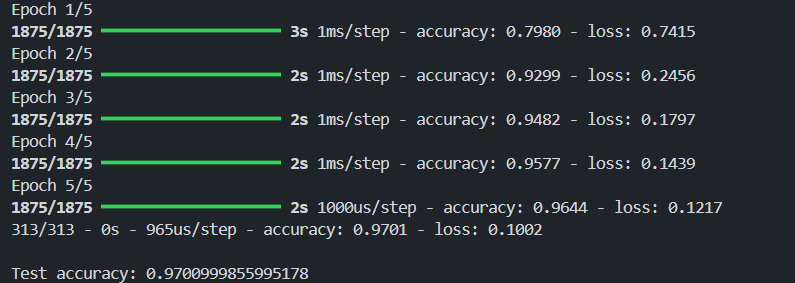 Epoch 1/5
1875/1875 ━━━━━━━━━━━━━━━━━━━━ 3s 1ms/step - accuracy: 0.7980 - loss: 0.7415
Epoch 2/5
1875/1875 ━━━━━━━━━━━━━━━━━━━━ 2s 1ms/step - accuracy: 0.9299 - loss: 0.2456
Epoch 3/5
1875/1875 ━━━━━━━━━━━━━━━━━━━━ 2s 1ms/step - accuracy: 0.9482 - loss: 0.1797
Epoch 4/5
1875/1875 ━━━━━━━━━━━━━━━━━━━━ 2s 1ms/step - accuracy: 0.9577 - loss: 0.1439
Epoch 5/5
1875/1875 ━━━━━━━━━━━━━━━━━━━━ 2s 1000us/step - accuracy: 0.9644 - loss: 0.1217
313/313 - 0s - 965us/step - accuracy: 0.9701 - loss: 0.1002
Test accuracy: 0.9700999855995178